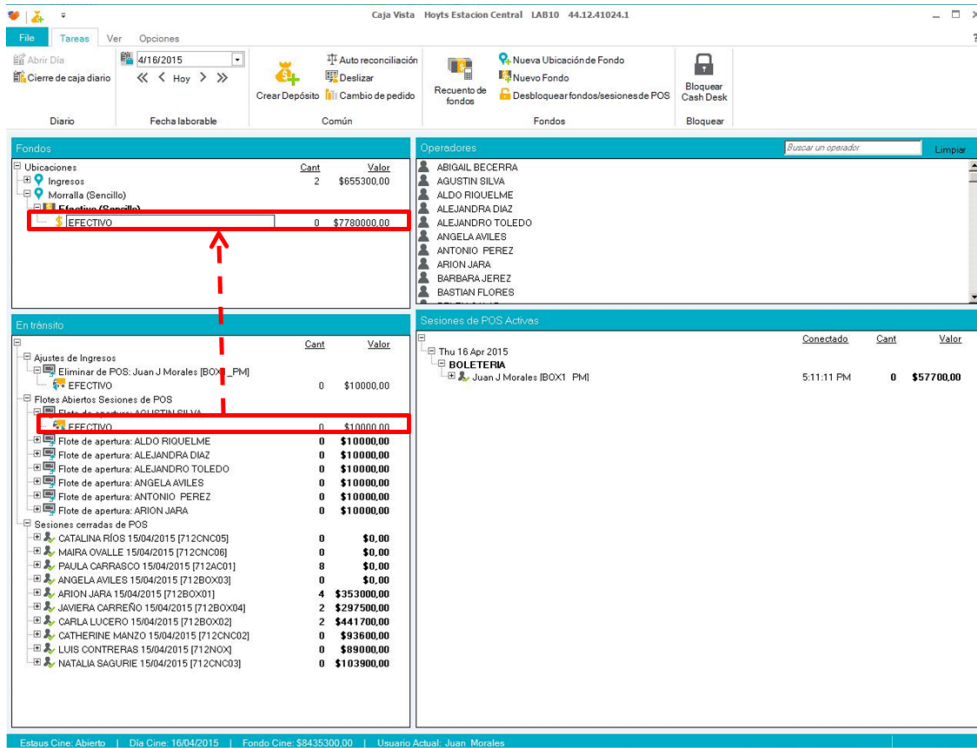 Caja Vista Hoyts Estacion Central LAB10 44.12.41024.1
File Tareas Ver Opciones
Abrir Día
Cierre de caja diario
Diario
4/16/2015
Hoy
Fecha laborable
Crear Depósito
Auto reconciliación
Deslizar
Cambio de pedido
Común
Recuento de fondos
Nueva Ubicación de Fondo
Nuevo Fondo
Desbloquear fondos/sesiones de POS
Fondos
Bloquear Cash Desk
Bloquear
Fondos
Ubicaciones Cant Valor
Ingresos 2 $655300,00
Morralla (Sencillo)
Efectivo (Sencillo)
$ EFECTIVO 0 $7780000,00
Operadores Buscar un operador Limpiar
ABIGAIL BECERRA
AGUSTIN SILVA
ALDO RIQUELME
ALEJANDRA DIAZ
ALEJANDRO TOLEDO
ANGELA AVILES
ANTONIO PEREZ
ARION JARA
BARBARA JEREZ
BASTIAN FLORES
En tránsito
Cant Valor
Ajustes de Ingresos
Eliminar de POS: Juan J Morales [BOX1_PM]
EFECTIVO 0 $10000,00
Flotes Abiertos Sesiones de POS
Flote de apertura: AGUSTIN SILVA
EFECTIVO 0 $10000,00
Flote de apertura: ALDO RIQUELME 0 $10000,00
Flote de apertura: ALEJANDRA DIAZ 0 $10000,00
Flote de apertura: ALEJANDRO TOLEDO 0 $10000,00
Flote de apertura: ANGELA AVILES 0 $10000,00
Flote de apertura: ANTONIO PEREZ 0 $10000,00
Flote de apertura: ARION JARA 0 $10000,00
Sesiones cerradas de POS
CATALINA RÍOS 15/04/2015 [712CNC05] 0 $0,00
MAIRA OVALLE 15/04/2015 [712CNC06] 0 $0,00
PAULA CARRASCO 15/04/2015 [712AC01] 8 $0,00
ANGELA AVILES 15/04/2015 [712BOX03] 0 $0,00
ARION JARA 15/04/2015 [712BOX01] 4 $353000,00
JAVIERA CARREÑO 15/04/2015 [712BOX04] 2 $297500,00
CARLA LUCERO 15/04/2015 [712BOX02] 2 $441700,00
CATHERINE MANZO 15/04/2015 [712CNC02] 0 $93600,00
LUIS CONTRERAS 15/04/2015 [712NOX] 0 $89000,00
NATALIA SAGURIE 15/04/2015 [712CNC03] 0 $103900,00
Sesiones de POS Activas
Conectado Cant Valor
Thu 16 Apr 2015
BOLETERIA
Juan J Morales [BOX1 PM] 5:11:11 PM 0 $57700,00
Estaus Cine: Abierto | Día Cine: 16/04/2015 | Fondo Cine: $8435300,00 | Usuario Actual: Juan Morales